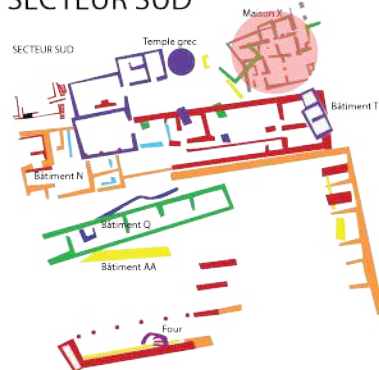 SECTEUR SUD
Maison X
Temple grec
SECTEUR SUD
Bâtiment T
Bâtiment N
Bâtiment Q
Bâtiment AA
Four